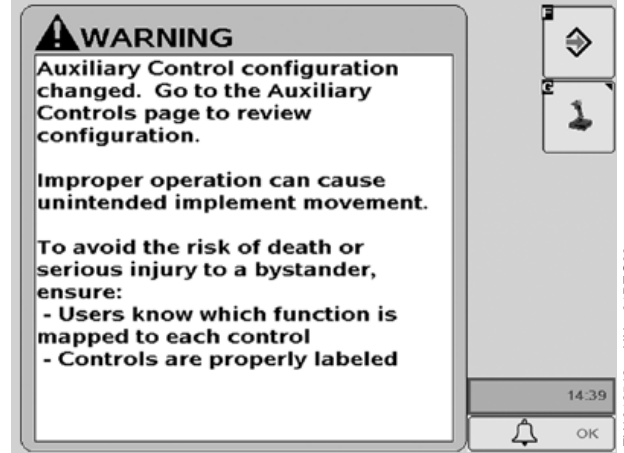 WARNING
Auxiliary Control configuration
changed. Go to the Auxiliary
Controls page to review
configuration.
Improper operation can cause
unintended implement movement.
To avoid the risk of death or
serious injury to a bystander,
ensure:
- Users know which function is
mapped to each control
- Controls are properly labeled
F
G
14:39
OK